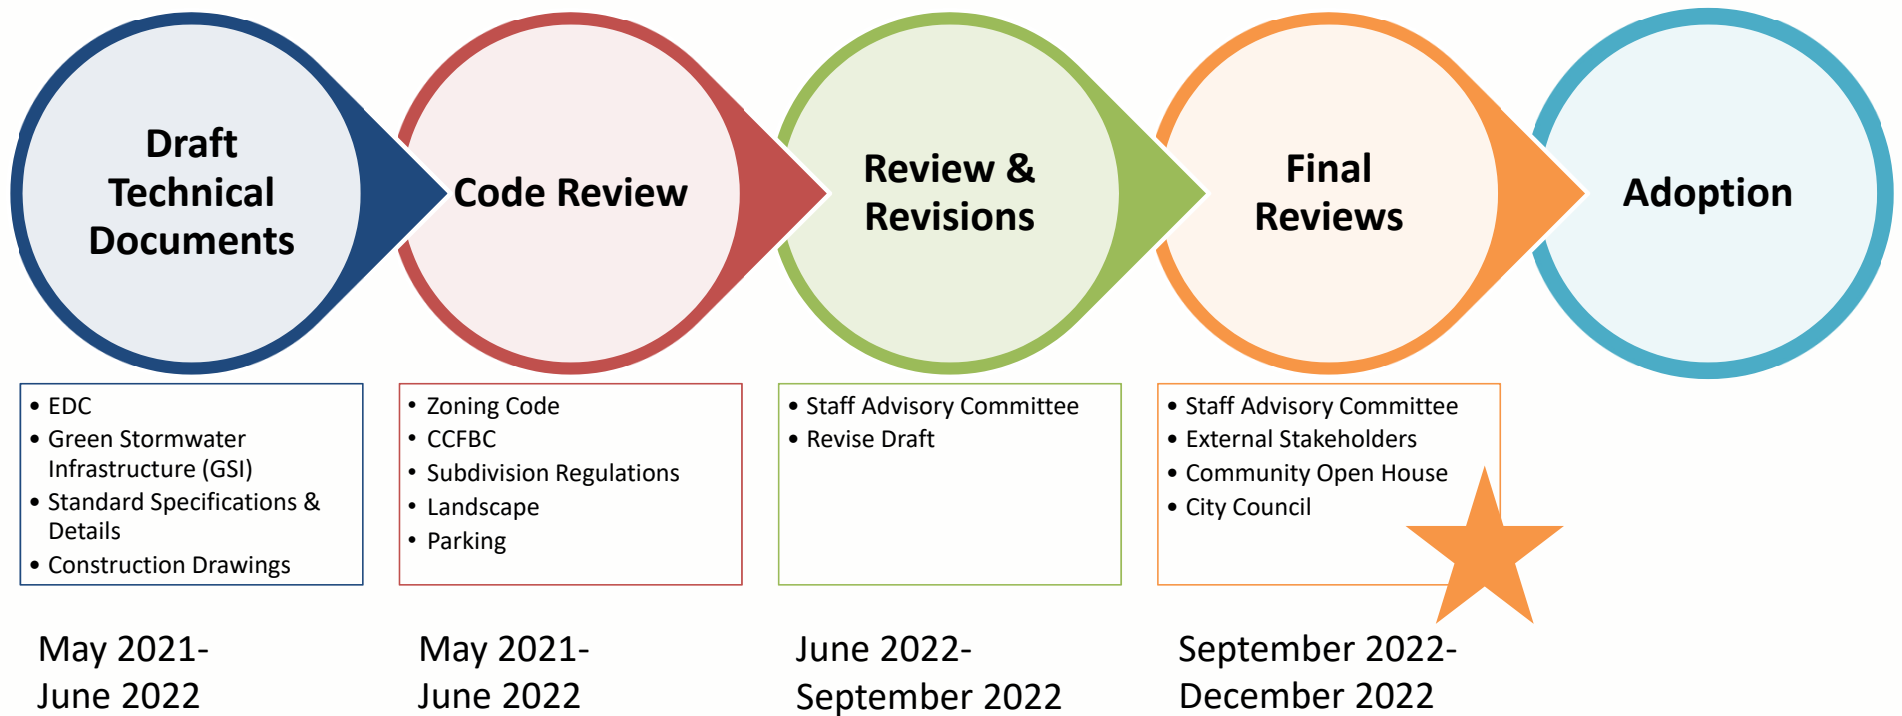 Draft
Technical
Documents
Code Review
Review &
Revisions
Final
Reviews
Adoption
• EDC
• Green Stormwater
Infrastructure (GSI)
• Standard Specifications &
Details
• Construction Drawings
• Zoning Code
• CCFBC
• Subdivision Regulations
• Landscape
• Parking
• Staff Advisory Committee
• Revise Draft
• Staff Advisory Committee
• External Stakeholders
• Community Open House
• City Council
May 2021-
June 2022
May 2021-
June 2022
June 2022-
September 2022
September 2022-
December 2022